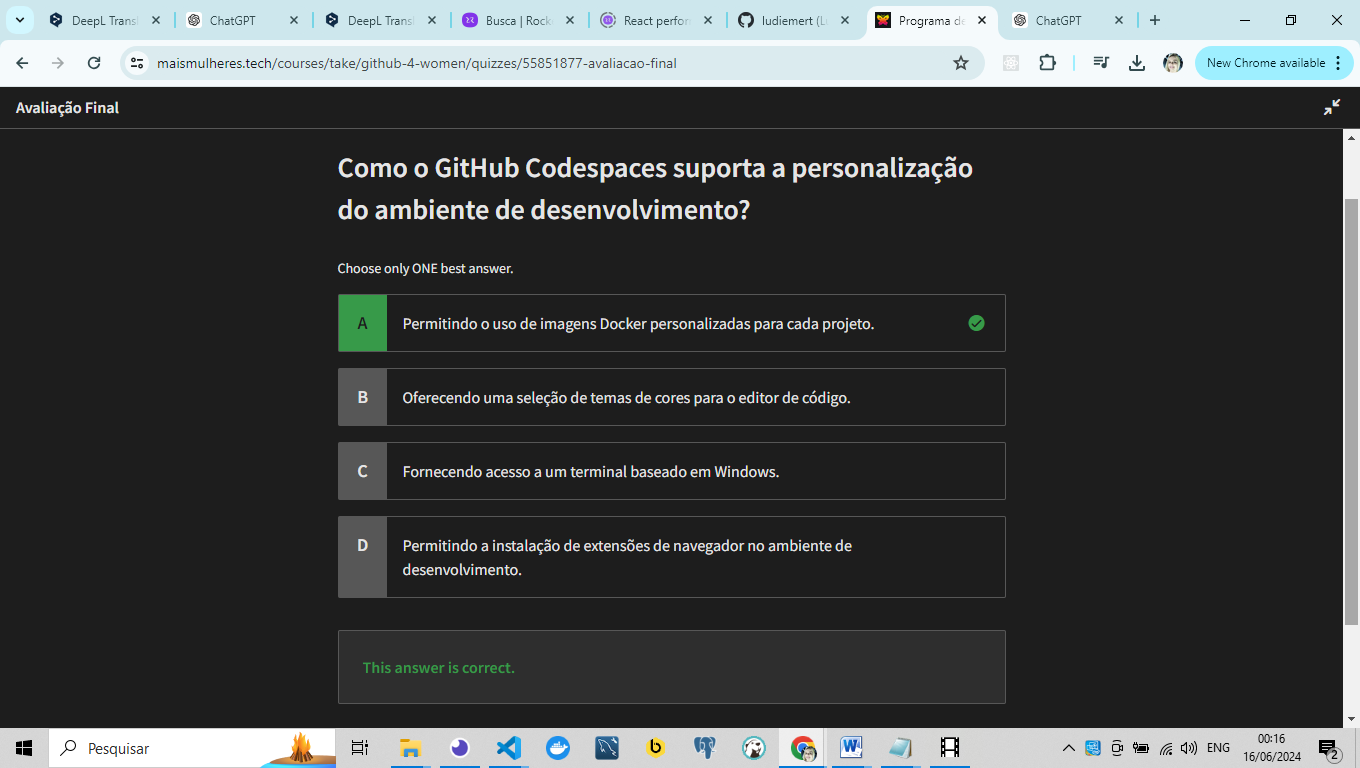 DeepL Transl
ChatGPT
DeepL Transl
Busca | Rock
React perfor
ludiemert (L
Programa de
ChatGPT
maismulheres.tech/courses/take/github-4-women/quizzes/55851877-avaliacao-final
New Chrome available
Avaliação Final
Como o GitHub Codespaces suporta a personalização
do ambiente de desenvolvimento?
Choose only ONE best answer.
A Permitindo o uso de imagens Docker personalizadas para cada projeto.
B Oferecendo uma seleção de temas de cores para o editor de código.
C Fornecendo acesso a um terminal baseado em Windows.
D Permitindo a instalação de extensões de navegador no ambiente de
desenvolvimento.
This answer is correct.
Pesquisar
ENG
00:16
16/06/2024
2